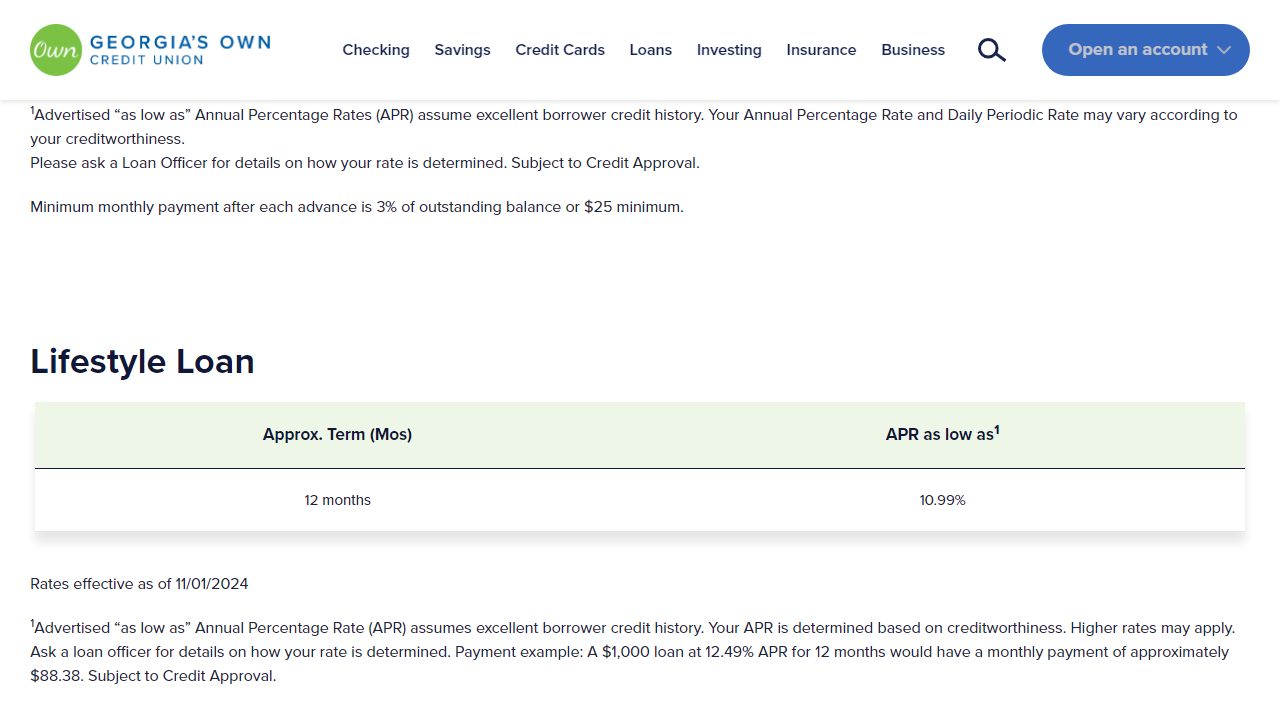 Own GEORGIA'S OWN
CREDIT UNION
Checking Savings Credit Cards Loans Investing Insurance Business Open an account
¹Advertised “as low as” Annual Percentage Rates (APR) assume excellent borrower credit history. Your Annual Percentage Rate and Daily Periodic Rate may vary according to
your creditworthiness.
Please ask a Loan Officer for details on how your rate is determined. Subject to Credit Approval.
Minimum monthly payment after each advance is 3% of outstanding balance or $25 minimum.
Lifestyle Loan
Approx. Term (Mos) APR as low as¹
12 months 10.99%
Rates effective as of 11/01/2024
¹Advertised “as low as” Annual Percentage Rate (APR) assumes excellent borrower credit history. Your APR is determined based on creditworthiness. Higher rates may apply.
Ask a loan officer for details on how your rate is determined. Payment example: A $1,000 loan at 12.49% APR for 12 months would have a monthly payment of approximately
$88.38. Subject to Credit Approval.